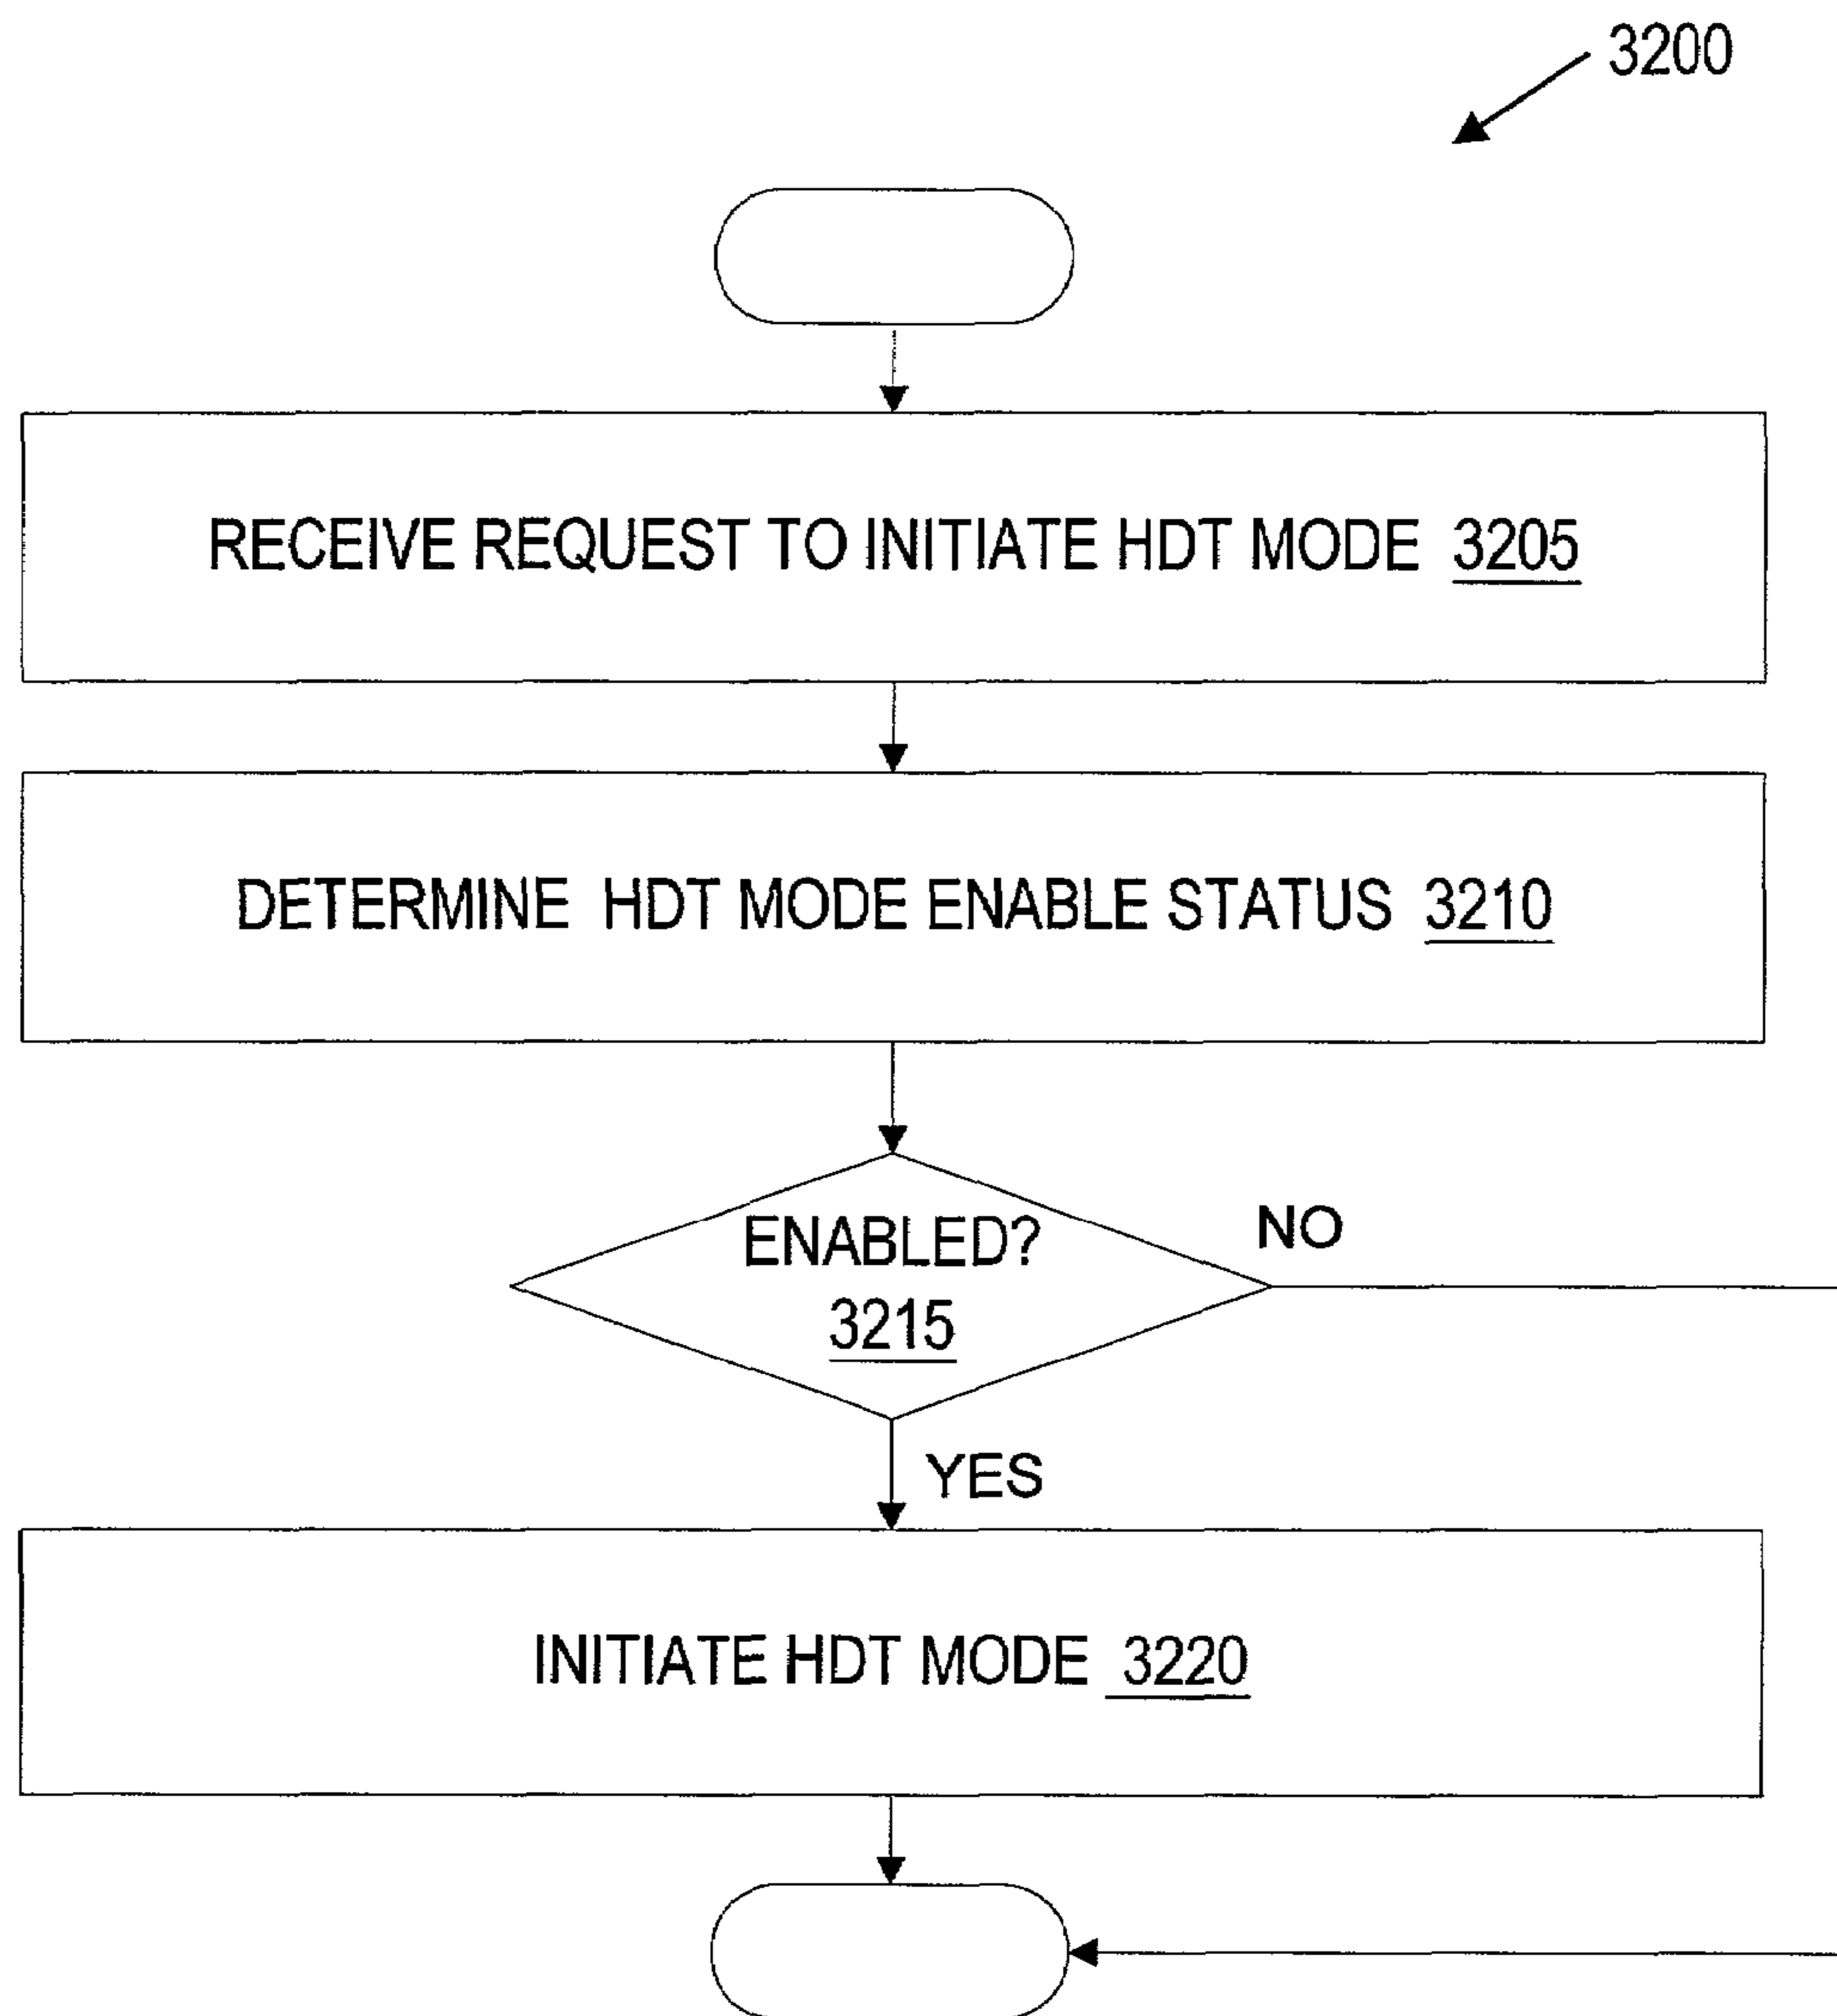 3200
RECEIVE REQUEST TO INITIATE HDT MODE 3205
DETERMINE HDT MODE ENABLE STATUS 3210
ENABLED?
3215
NO
YES
INITIATE HDT MODE 3220